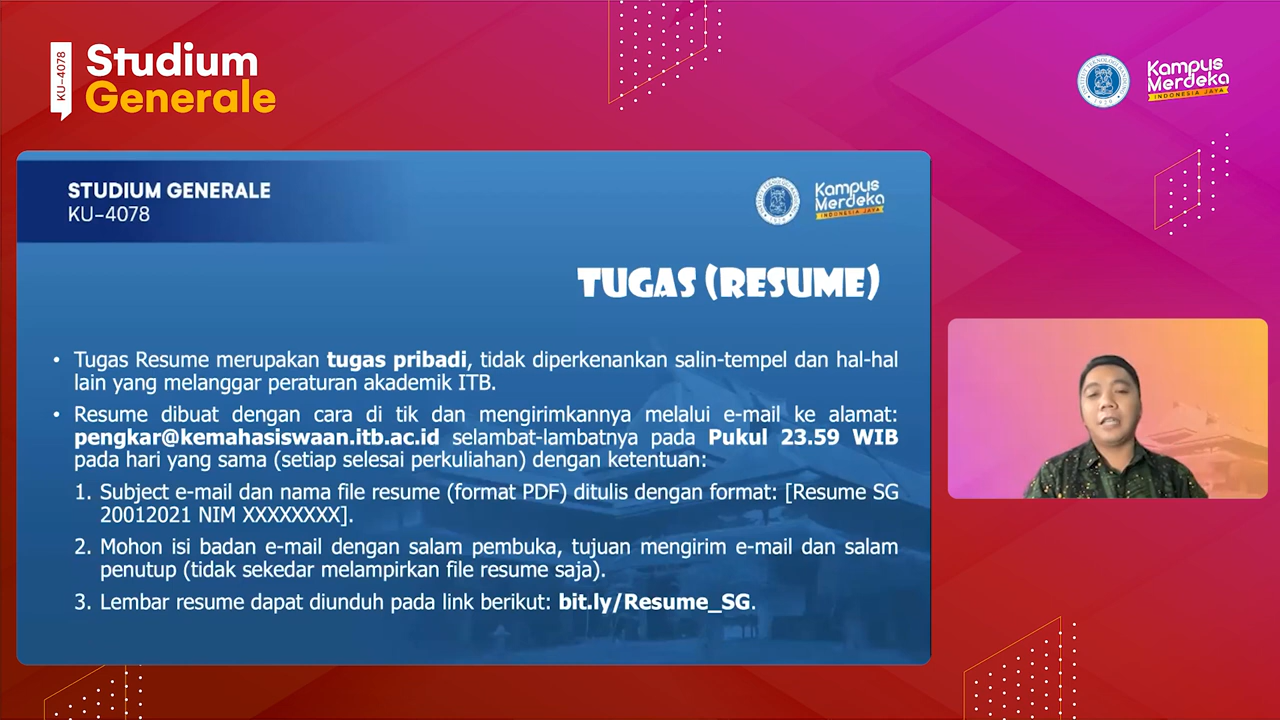 KU-4078
Studium
Generale
INSTITUT TEKNOLOGI BANDUNG
1920
Kampus
Merdeka
INDONESIA JAYA
STUDIUM GENERALE
KU-4078
Kampus
Merdeka
INDONESIA JAYA
TUGAS (RESUME)
• Tugas Resume merupakan tugas pribadi, tidak diperkenankan salin-tempel dan hal-hal
lain yang melanggar peraturan akademik ITB.
• Resume dibuat dengan cara di tik dan mengirimkannya melalui e-mail ke alamat:
pengkar@kemahasiswaan.itb.ac.id selambat-lambatnya pada Pukul 23.59 WIB
pada hari yang sama (setiap selesai perkuliahan) dengan ketentuan:
1. Subject e-mail dan nama file resume (format PDF) ditulis dengan format: [Resume SG
20012021 NIM XXXXXXXX].
2. Mohon isi badan e-mail dengan salam pembuka, tujuan mengirim e-mail dan salam
penutup (tidak sekedar melampirkan file resume saja).
3. Lembar resume dapat diunduh pada link berikut: bit.ly/Resume_SG.